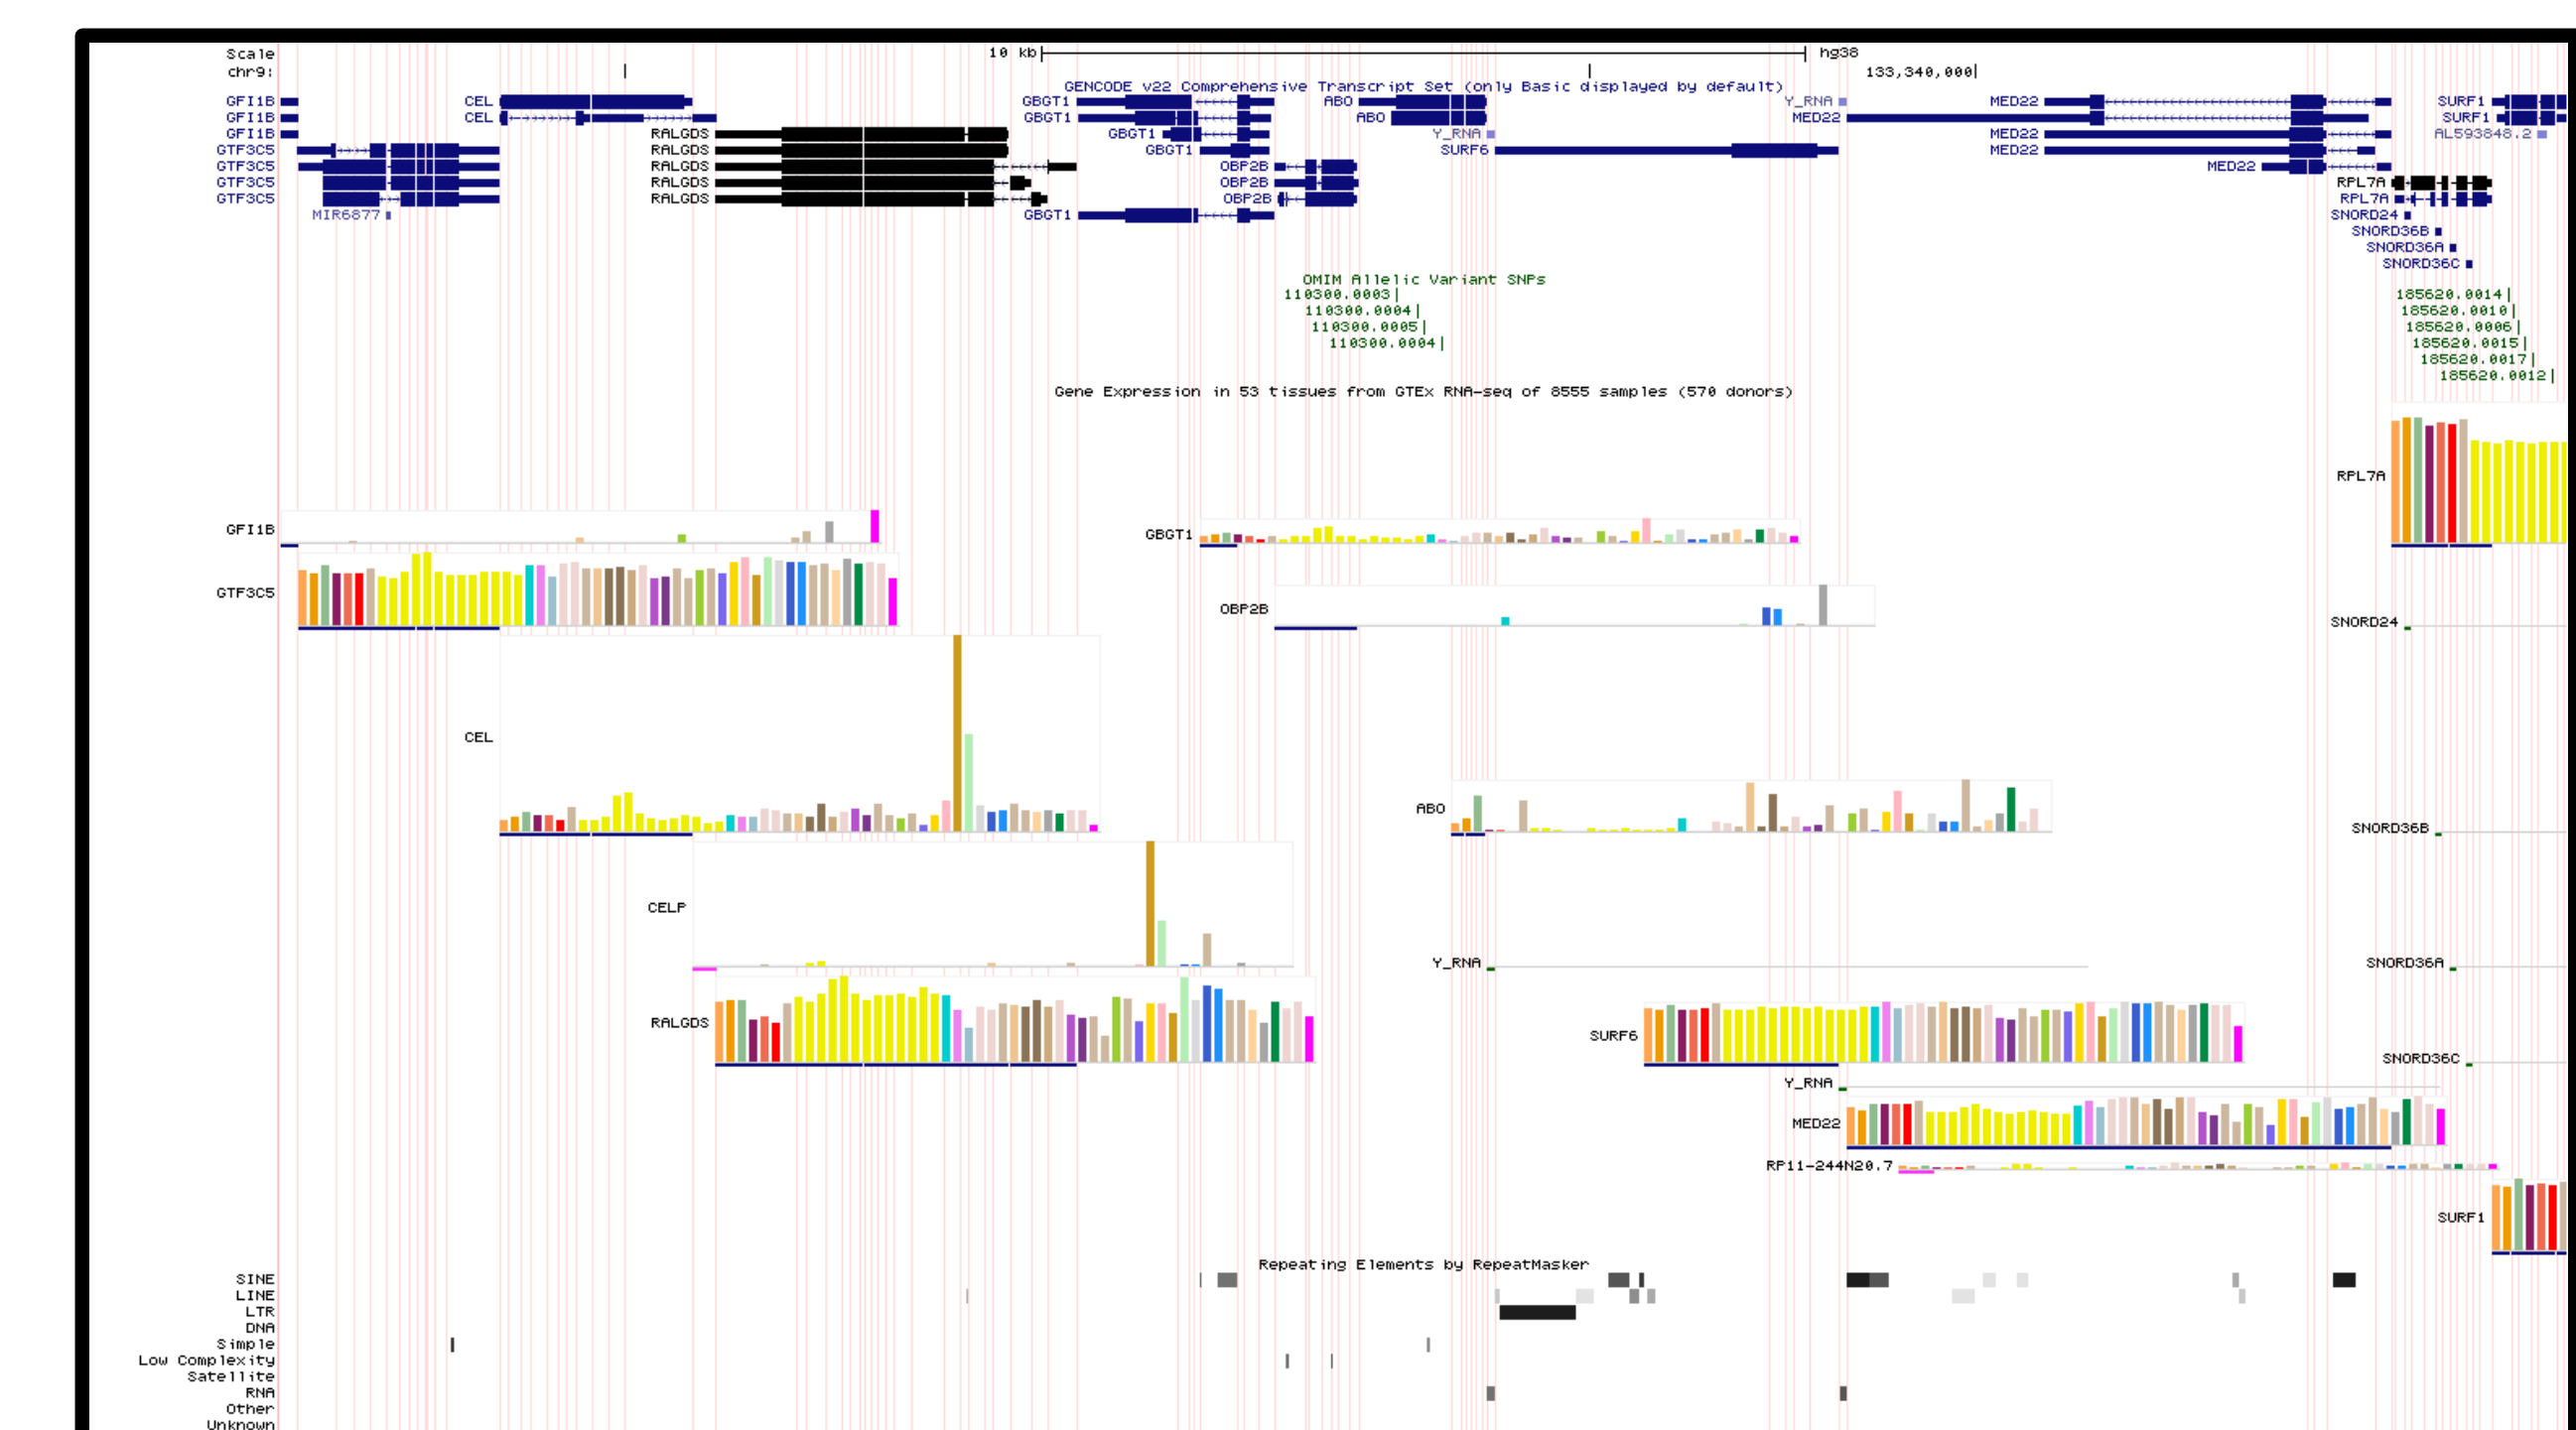 Scale 10 kb hg38
chr9: 133,340,000|
GENCODE v22 Comprehensive Transcript Set (only Basic displayed by default)
GFI1B CEL GBGT1 ABO Y_RNA MED22 SURF1
GFI1B CEL GBGT1 ABO MED22 SURF1
GFI1B RALGDS GBGT1 Y_RNA MED22 AL593848.2
GTF3C5 RALGDS GBGT1 SURF6 MED22
GTF3C5 RALGDS OBP2B MED22
GTF3C5 RALGDS OBP2B RPL7A
GTF3C5 RALGDS OBP2B RPL7A
MIR6877 GBGT1 SNORD24
SNORD36B
SNORD36A
SNORD36C
OMIM Allelic Variant SNPs
110300.0003| 185620.0014|
110300.0004| 185620.0010|
110300.0005| 185620.0006|
110300.0004| 185620.0015|
185620.0017|
185620.0012|
Gene Expression in 53 tissues from GTEx RNA-seq of 8555 samples (570 donors)
RPL7A
GFI1B GBGT1
GTF3C5 OBP2B SNORD24
CEL ABO SNORD36B
CELP Y_RNA SNORD36A
RALGDS SURF6 SNORD36C
Y_RNA
MED22
RP11-244N20.7
SURF1
Repeating Elements by RepeatMasker
SINE
LINE
LTR
DNA
Simple
Low Complexity
Satellite
RNA
Other
Unknown